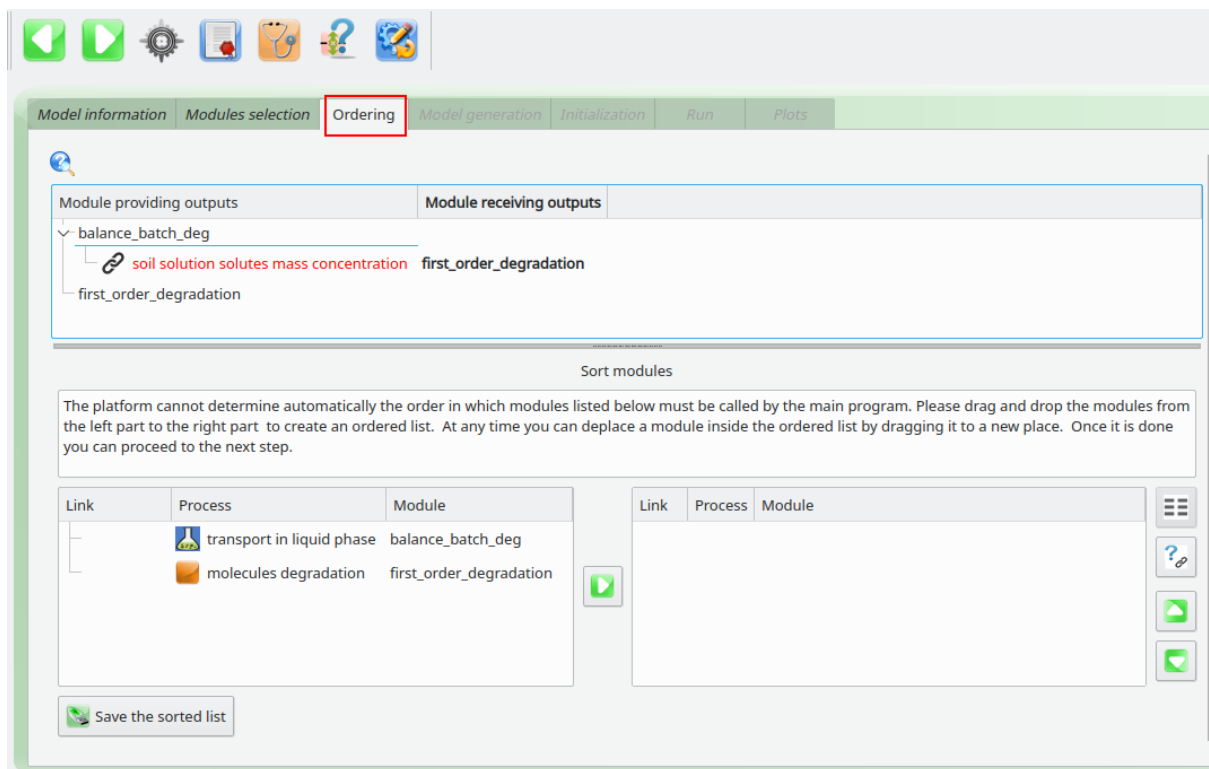 Model information Modules selection Ordering Model generation Initialization Run Plots
Module providing outputs Module receiving outputs
balance_batch_deg
soil solution solutes mass concentration first_order_degradation
first_order_degradation
Sort modules
The platform cannot determine automatically the order in which modules listed below must be called by the main program. Please drag and drop the modules from
the left part to the right part to create an ordered list. At any time you can deplace a module inside the ordered list by dragging it to a new place. Once it is done
you can proceed to the next step.
Link Process Module Link Process Module
transport in liquid phase balance_batch_deg
molecules degradation first_order_degradation
Save the sorted list